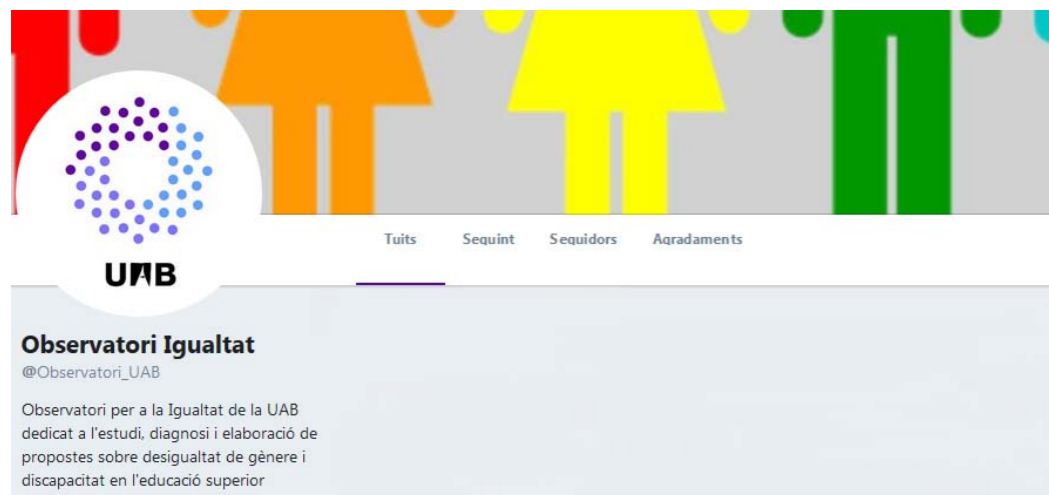 UAB
Tuits Seguint Seguidors Agradaments
Observatori Igualtat
@Observatori_UAB
Observatori per a la Igualtat de la UAB
dedicat a l'estudi, diagnosi i elaboració de
propostes sobre desigualtat de gènere i
discapacitat en l'educació superior